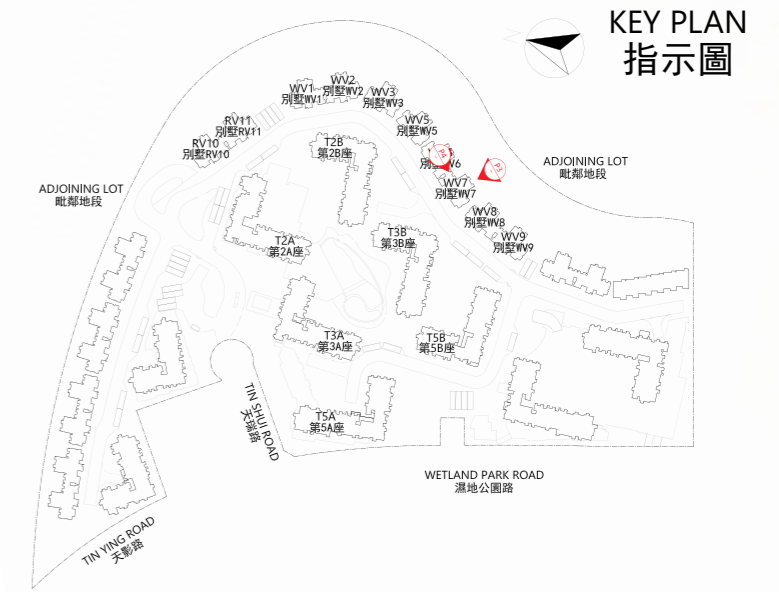 KEY PLAN
指示圖
WV1
別墅WV1
WV2
別墅WV2
WV3
別墅WV3
WV5
別墅WV5
RV11
別墅RV11
RV10
別墅RV10
T2B
第2B座
P4
P3
WV7
別墅WV7
WV8
別墅WV8
WV9
別墅WV9
ADJOINING LOT
毗鄰地段
ADJOINING LOT
毗鄰地段
T2A
第2A座
T3B
第3B座
T3A
第3A座
T5B
第5B座
T5A
第5A座
TIN SHUI ROAD
天瑞路
WETLAND PARK ROAD
濕地公園路
TIN YING ROAD
天影路